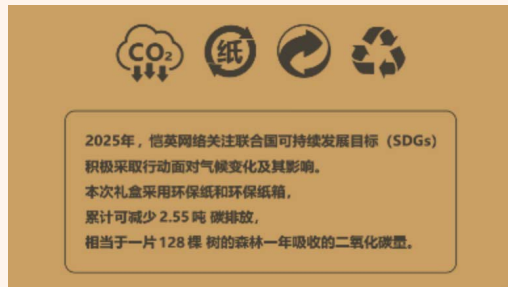 CO₂
纸
2025年，恺英网络关注联合国可持续发展目标（SDGs）
积极采取行动面对气候变化及其影响。
本次礼盒采用环保纸和环保纸箱，
累计可减少 2.55 吨 碳排放，
相当于一片 128 棵 树的森林一年吸收的二氧化碳量。